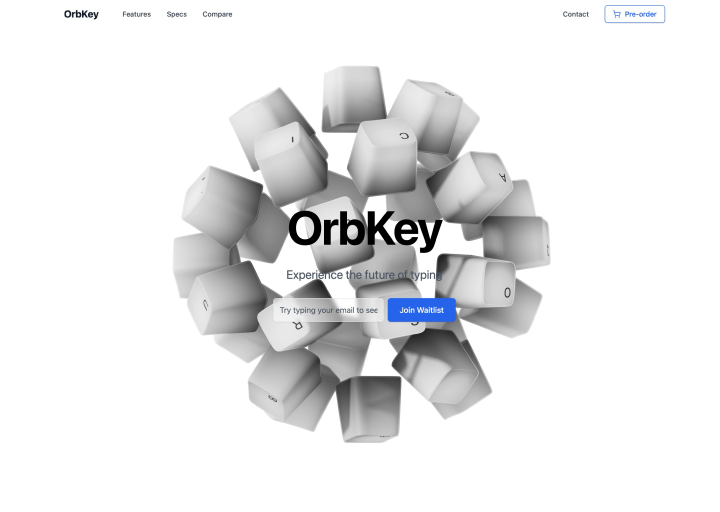 OrbKey
Features
Specs
Compare
Contact
Pre-order
I
C
A
OrbKey
Experience the future of typing
Try typing your email to see
Join Waitlist
0
R